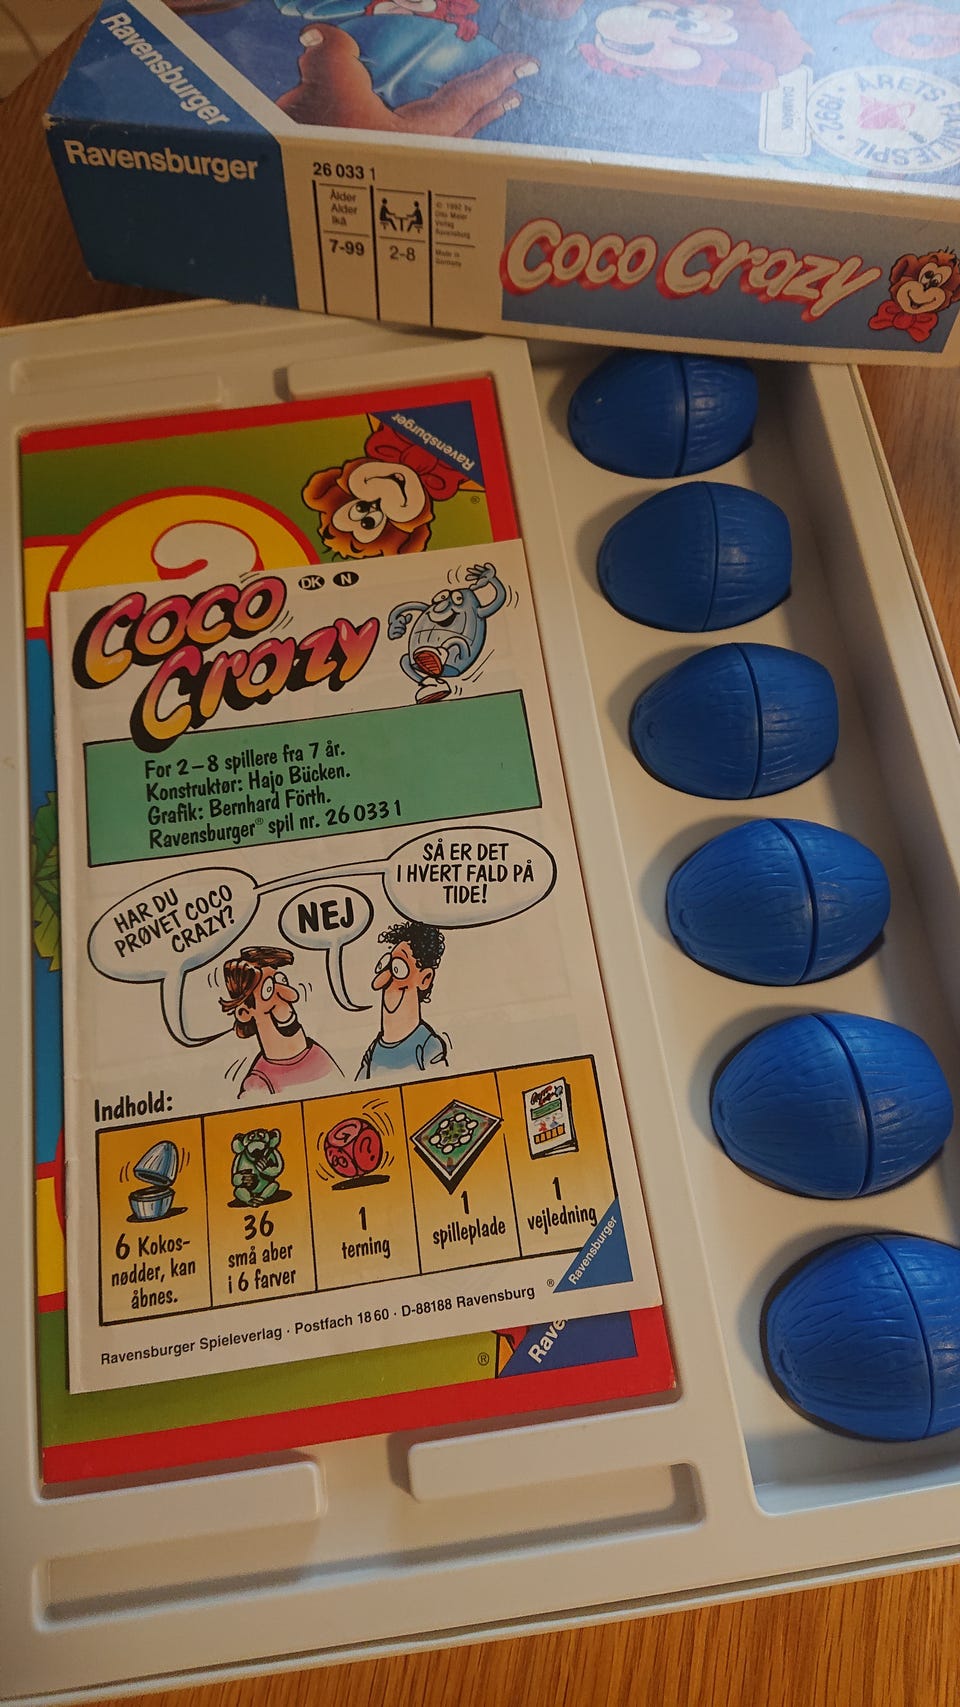 Ravensburger
Ravensburger
26 033 1
Ålder
Alder
Ikä
7-99
2-8
© 1992 by
Otto Maier
Verlag
Ravensburg
Made in
Germany
DANMARK
ÅRETS FAMILIESPIL
1992
Coco Crazy
Ravensburger
®
?
Coco
Crazy
DK N
For 2–8 spillere fra 7 år.
Konstruktør: Hajo Bücken.
Grafik: Bernhard Förth.
Ravensburger® spil nr. 26 033 1
HAR DU
PRØVET COCO
CRAZY?
NEJ
SÅ ER DET
I HVERT FALD PÅ
TIDE!
Indhold:
6 Kokos-
nødder, kan
åbnes.
36
små aber
i 6 farver
1
terning
1
spilleplade
1
vejledning
® Ravensburger
Ravensburger Spieleverlag · Postfach 18 60 · D-88188 Ravensburg
® Rave